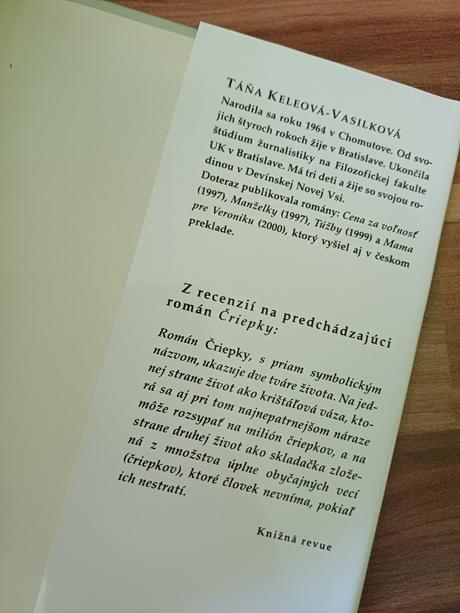 TÁŇA KELEOVÁ-VASILKOVÁ
Narodila sa roku 1964 v Chomutove. Od svo-
jich štyroch rokoch žije v Bratislave. Ukončila
štúdium žurnalistiky na Filozofickej fakulte
UK v Bratislave. Má tri deti a žije so svojou ro-
dinou v Devínskej Novej Vsi.
Doteraz publikovala romány: Cena za voľnosť
(1997), Manželky (1997), Túžby (1999) a Mama
pre Veroniku (2000), ktorý vyšiel aj v českom
preklade.
Z recenzií na predchádzajúci
román Čriepky:
Román Čriepky, s priam symbolickým
názvom, ukazuje dve tváre života. Na jed-
nej strane život ako krištáľová váza, kto-
rá sa aj pri tom najnepatrnejšom náraze
môže rozsypať na milión čriepkov, a na
strane druhej život ako skladačka zlože-
ná z množstva úplne obyčajných vecí
(čriepkov), ktoré človek nevníma, pokiaľ
ich nestratí.
Knižná revue